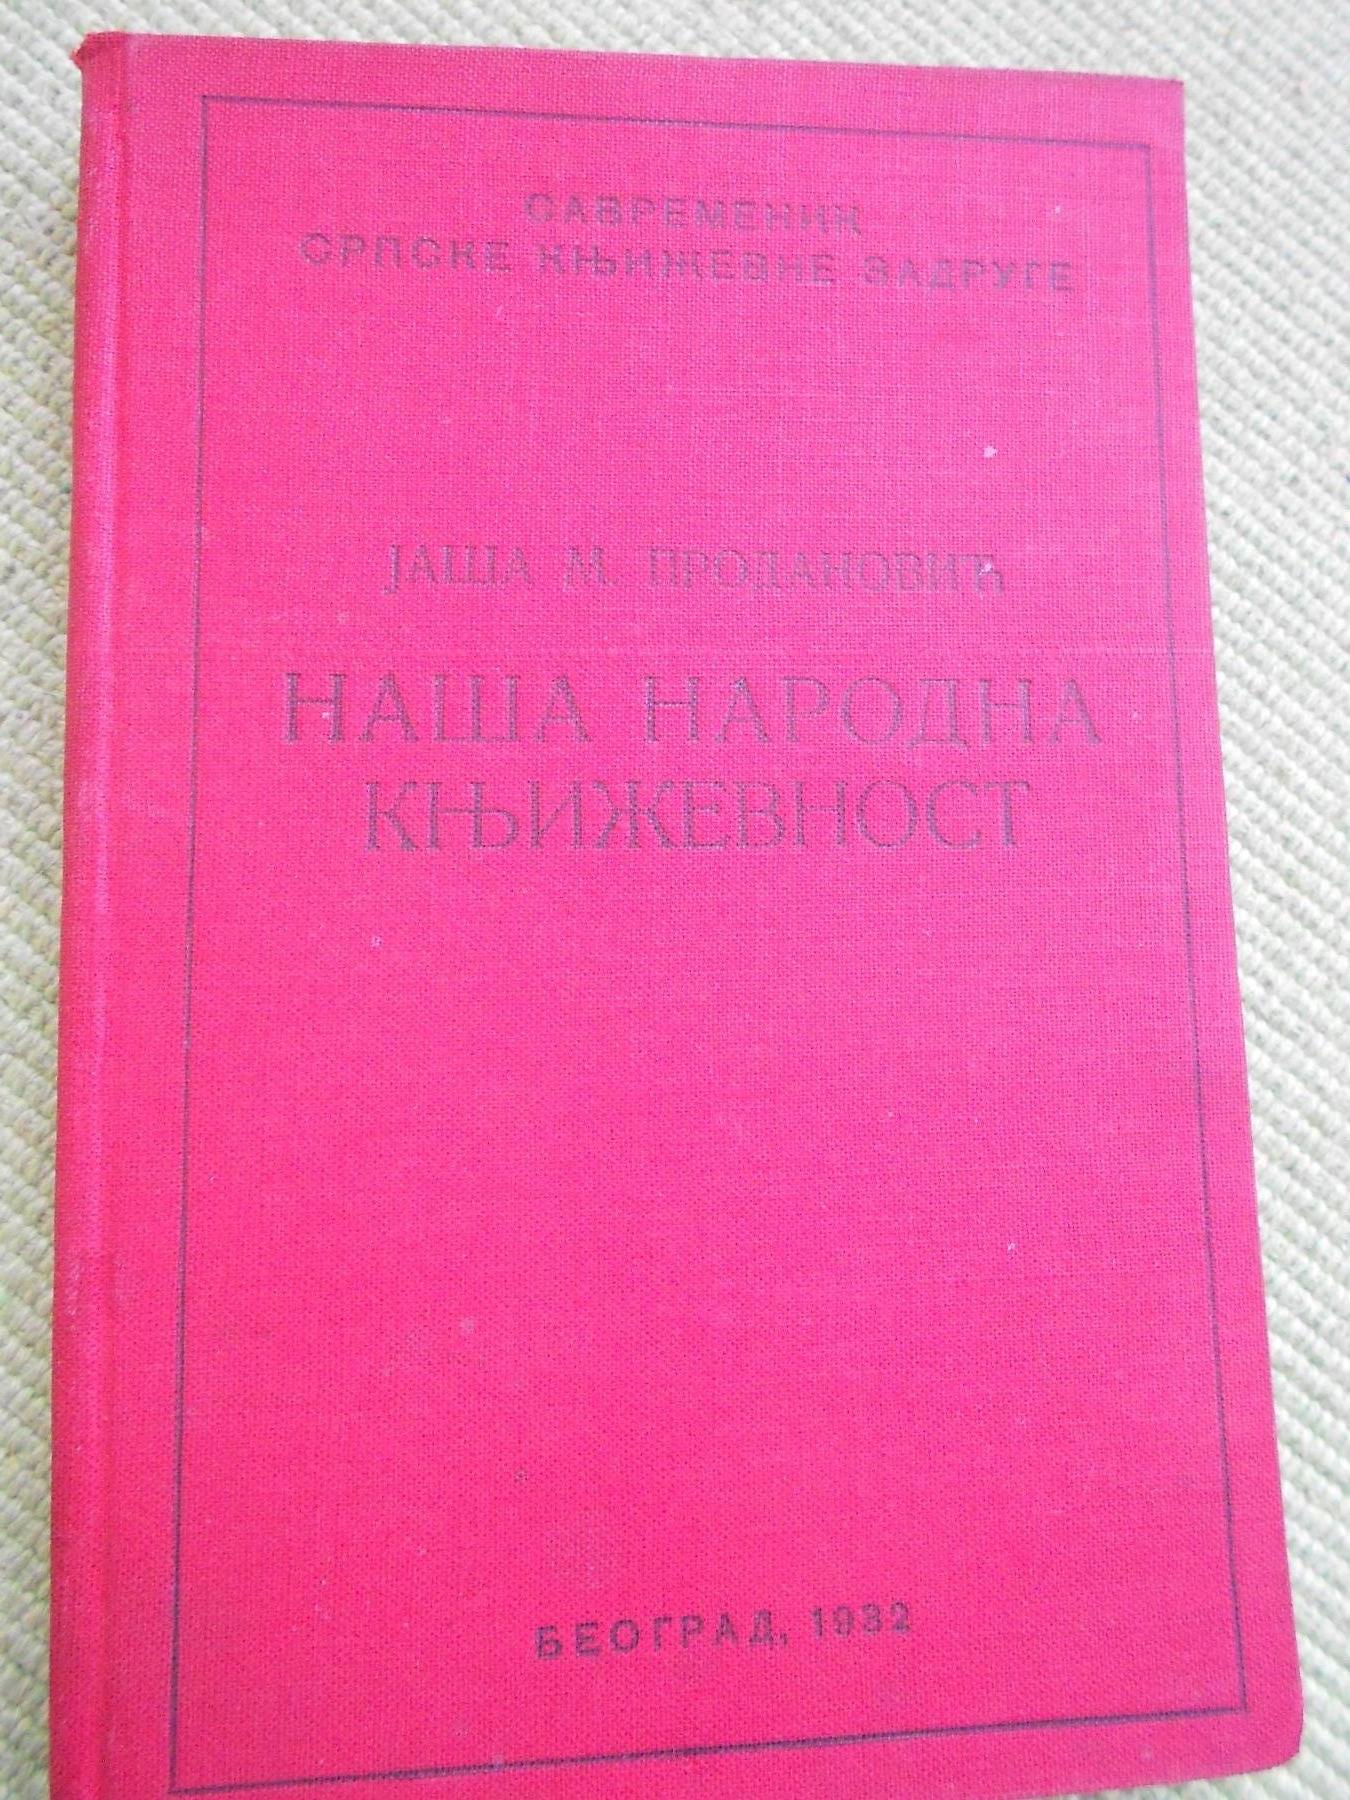 САВРЕМЕНИК
СРПСКЕ КЊИЖЕВНЕ ЗАДРУГЕ
ЈАША М. ПРОДАНОВИЋ
НАША НАРОДНА
КЊИЖЕВНОСТ
БЕОГРАД, 1932